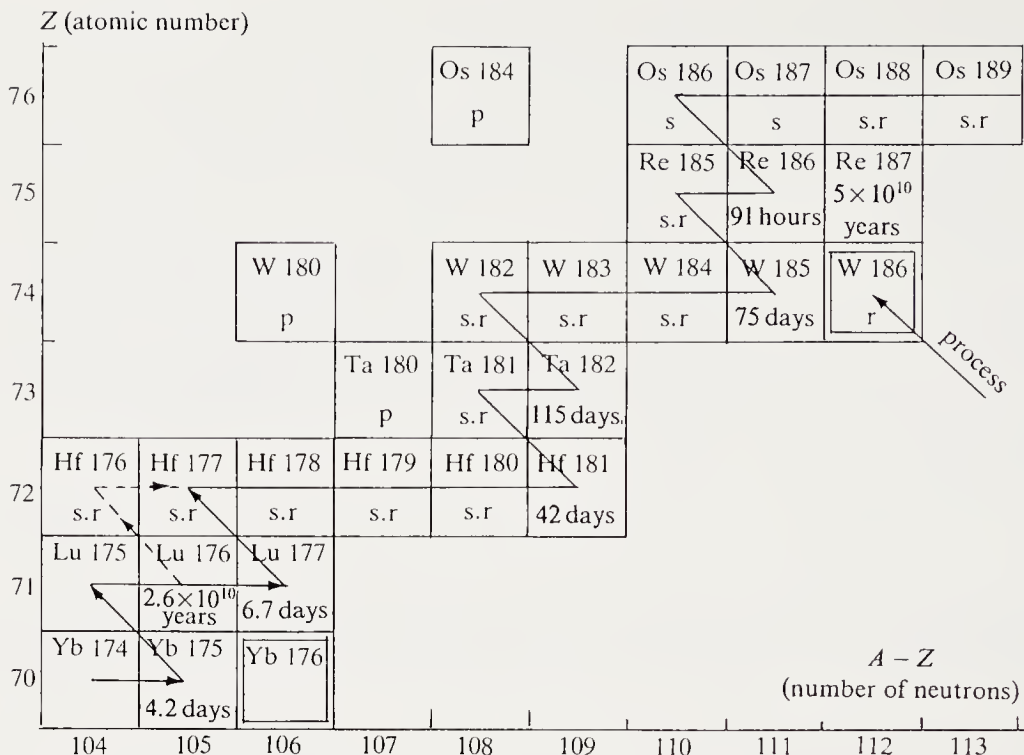 Z (atomic number)
Os 184
Os 186
Os 187
Os 188
Os 189
76
p
s
s
s.r
s.r
Re 185
Re 186
Re 187
75
s.r
91 hours
5×10¹⁰
years
W 180
W 182
W 183
W 184
W 185
W 186
74
p
s.r
s.r
s.r
75 days
r
process
Ta 180
Ta 181
Ta 182
73
p
s.r
115 days
Hf 176
Hf 177
Hf 178
Hf 179
Hf 180
Hf 181
72
s.r
s.r
s.r
s.r
s.r
42 days
Lu 175
Lu 176
Lu 177
71
2.6×10¹⁰
years
6.7 days
Yb 174
Yb 175
Yb 176
70
4.2 days
A – Z
(number of neutrons)
104 105 106 107 108 109 110 111 112 113